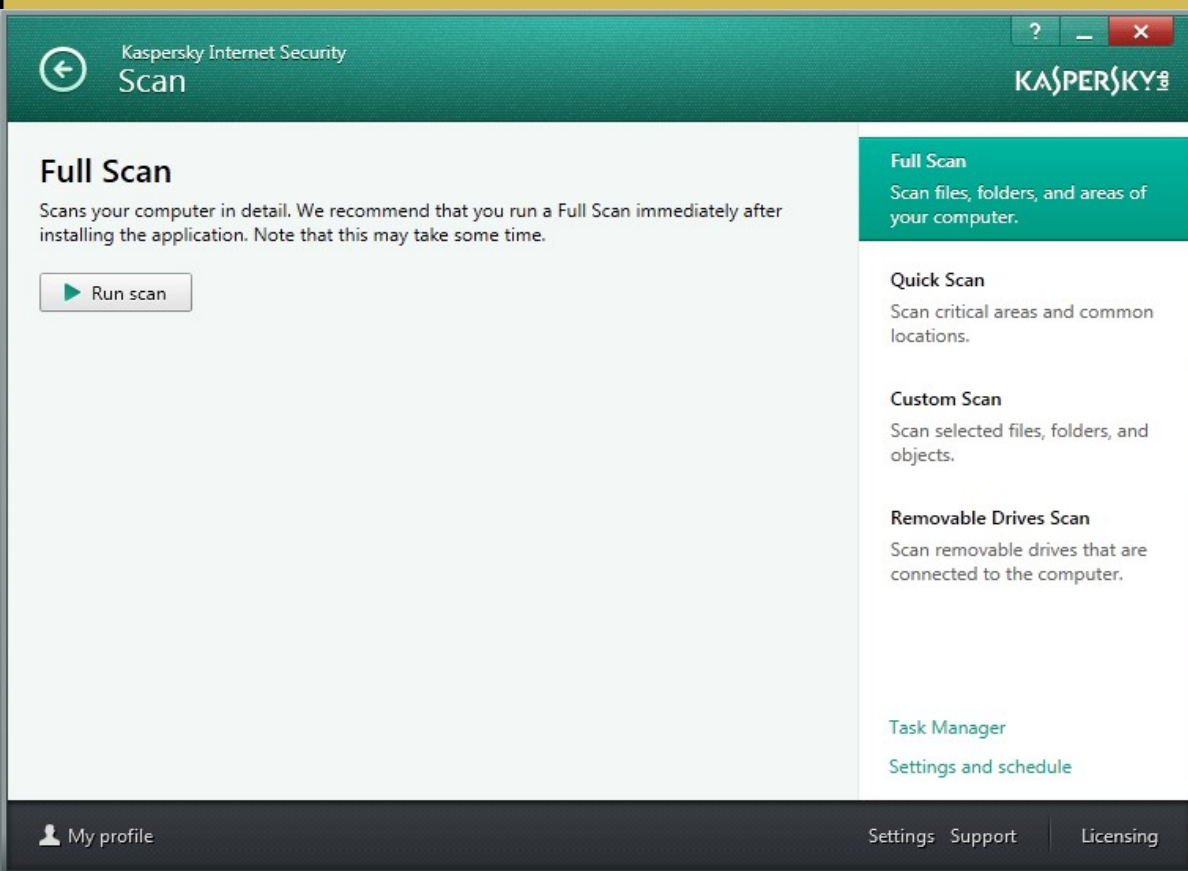 Kaspersky Internet Security
Scan
?
KASPERSKY lab
Full Scan
Scans your computer in detail. We recommend that you run a Full Scan immediately after
installing the application. Note that this may take some time.
Run scan
Full Scan
Scan files, folders, and areas of
your computer.
Quick Scan
Scan critical areas and common
locations.
Custom Scan
Scan selected files, folders, and
objects.
Removable Drives Scan
Scan removable drives that are
connected to the computer.
Task Manager
Settings and schedule
My profile
Settings Support Licensing